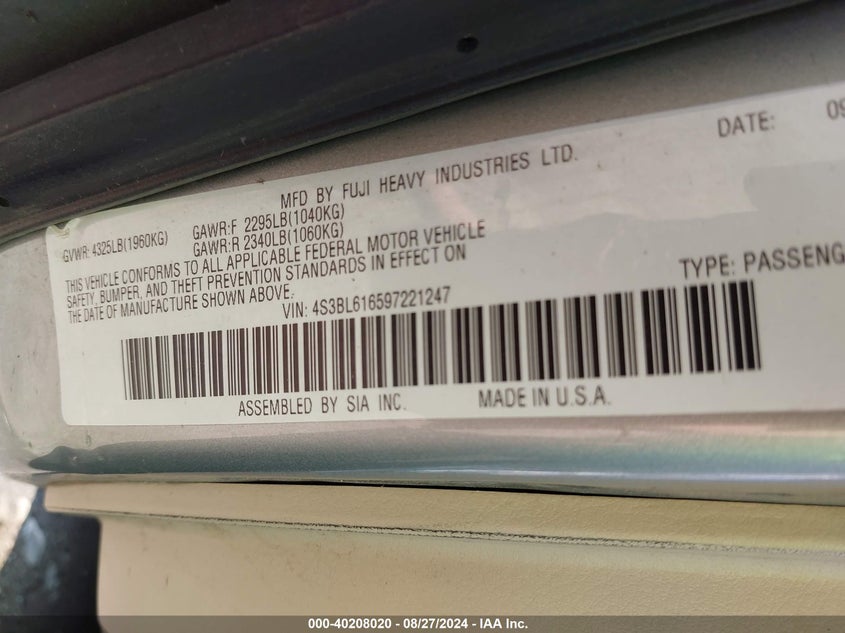 DATE: 09
MFD BY FUJI HEAVY INDUSTRIES LTD.
GVWR: 4325LB(1960KG) GAWR:F 2295LB(1040KG)
GAWR:R 2340LB(1060KG)
THIS VEHICLE CONFORMS TO ALL APPLICABLE FEDERAL MOTOR VEHICLE
SAFETY, BUMPER, AND THEFT PREVENTION STANDARDS IN EFFECT ON
THE DATE OF MANUFACTURE SHOWN ABOVE.
VIN: 4S3BL616597221247 TYPE: PASSENG
ASSEMBLED BY SIA INC. MADE IN U.S.A.
000-40208020 - 08/27/2024 - IAA Inc.